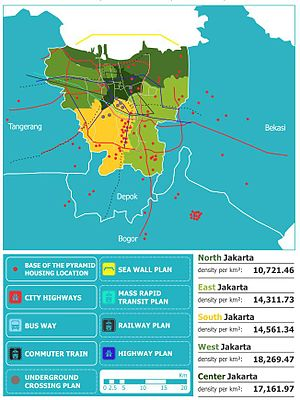 Tangerang
Bekasi
Depok
Bogor
BASE OF THE PYRAMID
HOUSING LOCATION
SEA WALL PLAN
CITY HIGHWAYS
MASS RAPID
TRANSIT PLAN
BUS WAY
RAILWAY PLAN
COMMUTER TRAIN
HIGHWAY PLAN
UNDERGROUND
CROSSING PLAN
Km
0 2.5 5 10 15 20
North Jakarta
density per km²: 10,721.46
East Jakarta
density per km²: 14,311.73
South Jakarta
density per km²: 14,561.34
West Jakarta
density per km²: 18,269.47
Center Jakarta
density per km²: 17,161.97